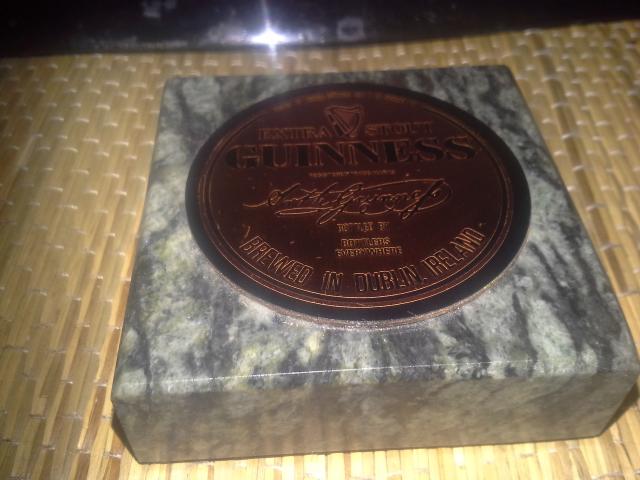 EXTRA STOUT
GUINNESS
BOTTLED BY
BOTTLERS
EVERYWHERE
BREWED IN DUBLIN, IRELAND